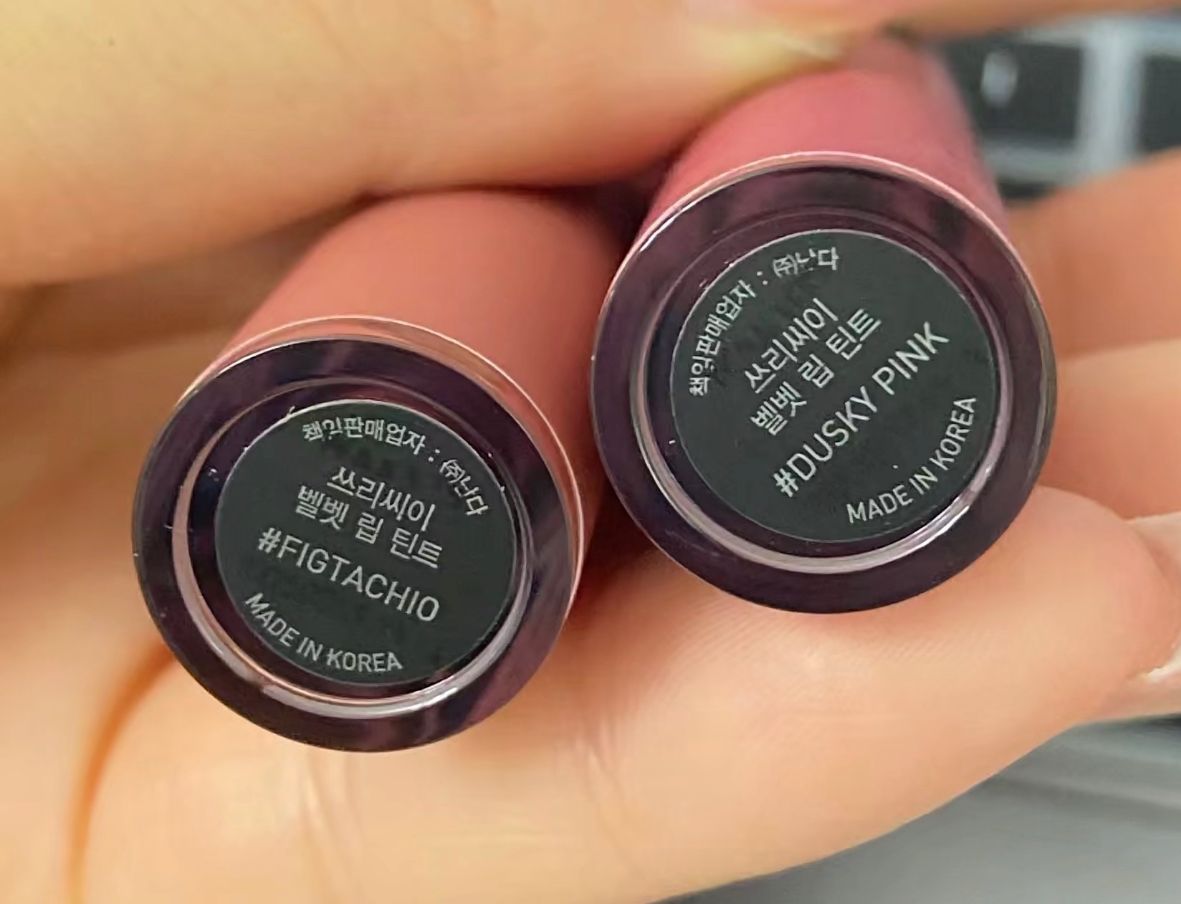 책임판매업자 : ㈜난다
쓰리씨이
벨벳 립 틴트
#FIGTACHIO
MADE IN KOREA
책임판매업자 : ㈜난다
쓰리씨이
벨벳 립 틴트
#DUSKY PINK
MADE IN KOREA